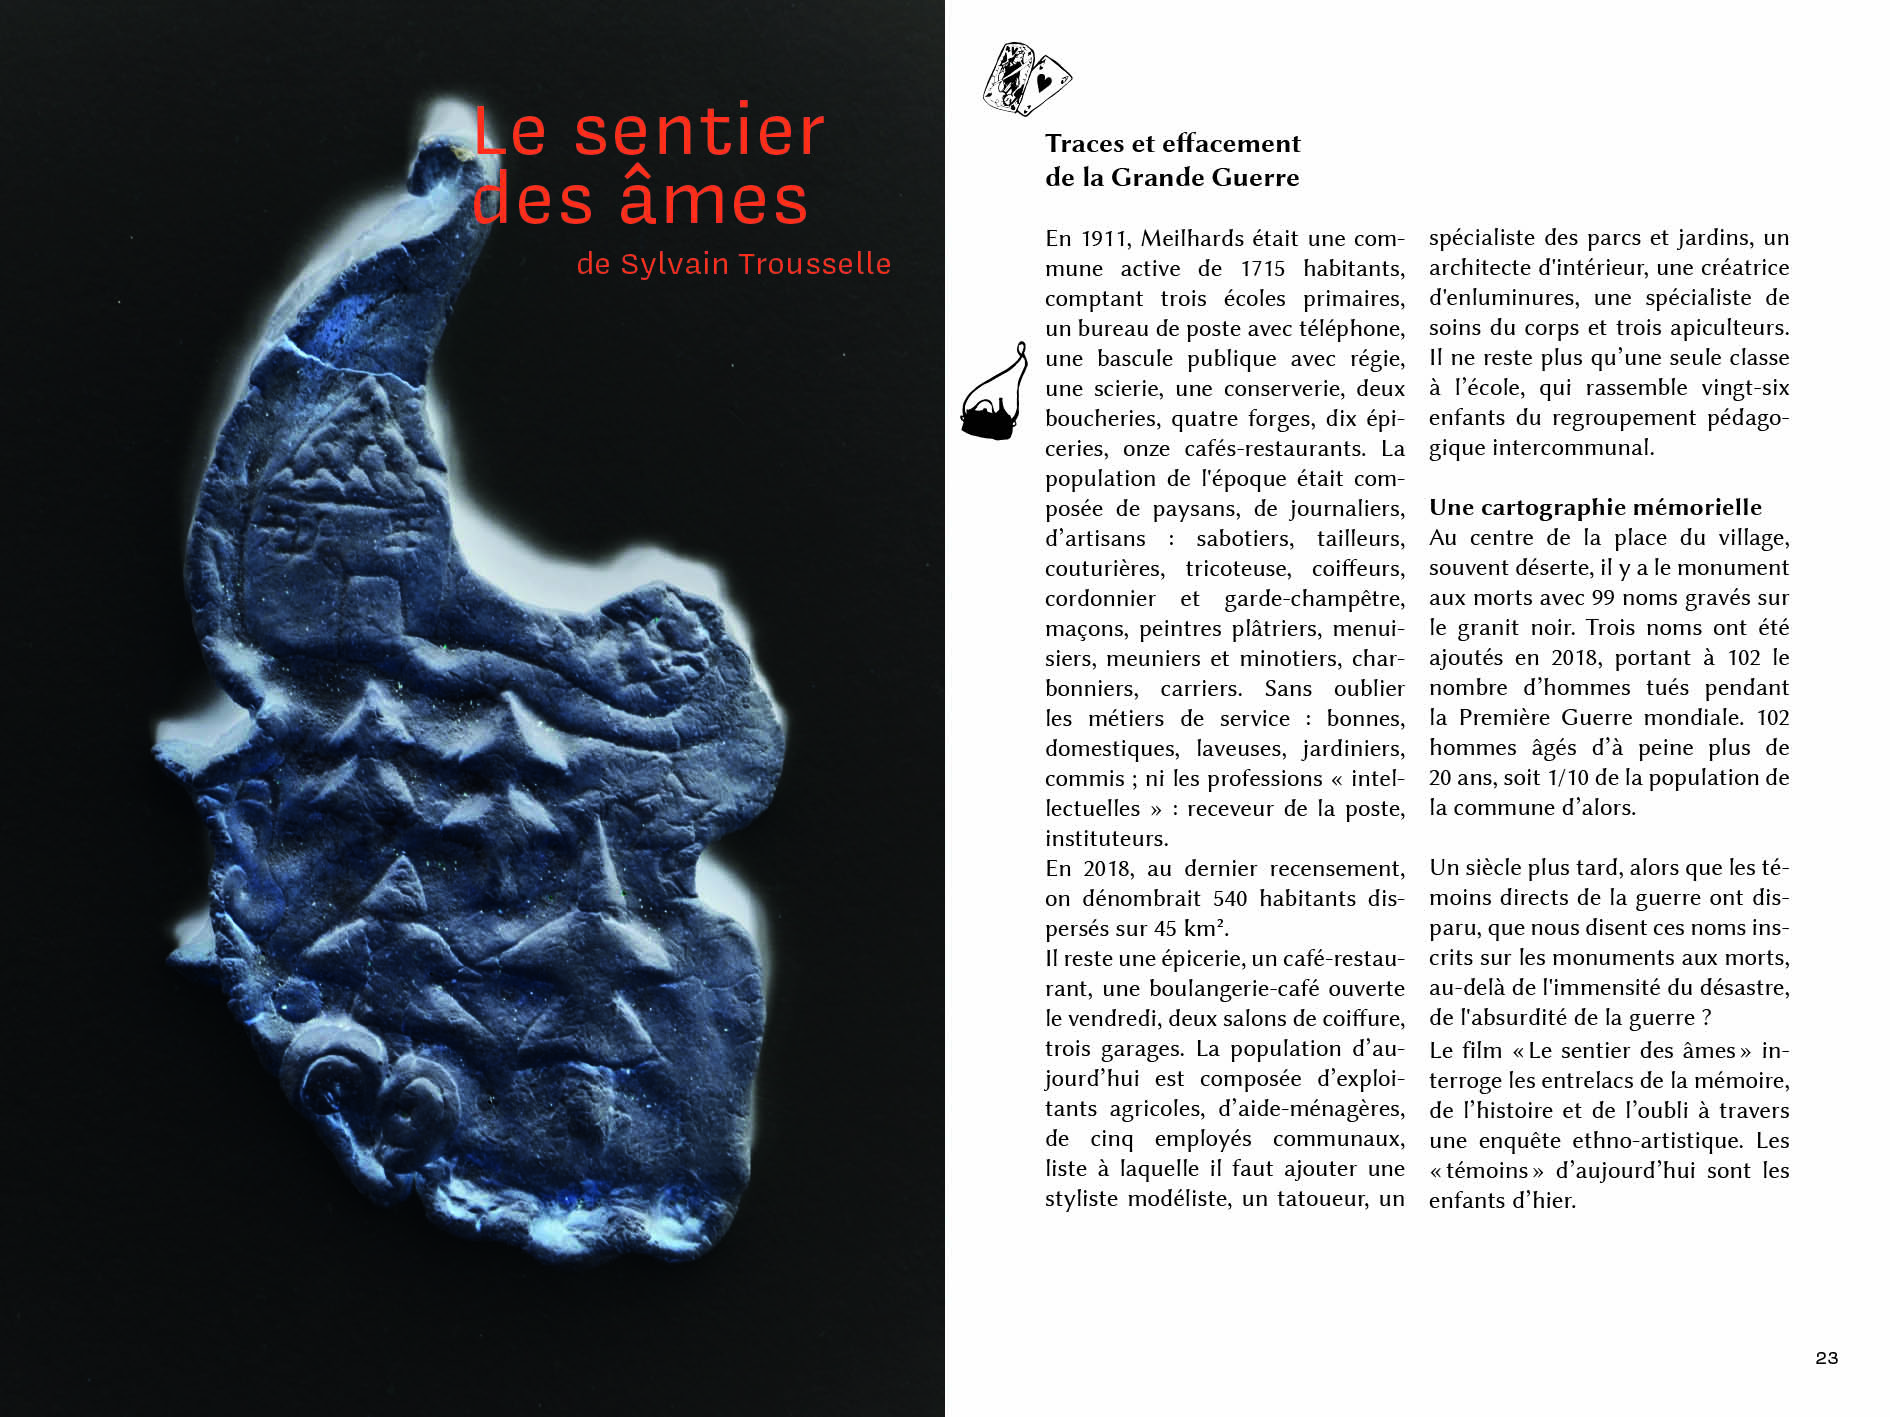 Le sentier
des âmes
de Sylvain Trousselle
Traces et effacement
de la Grande Guerre
En 1911, Meilhards était une com-
mune active de 1715 habitants,
comptant trois écoles primaires,
un bureau de poste avec téléphone,
une bascule publique avec régie,
une scierie, une conserverie, deux
boucheries, quatre forges, dix épi-
ceries, onze cafés-restaurants. La
population de l'époque était com-
posée de paysans, de journaliers,
d’artisans : sabotiers, tailleurs,
couturières, tricoteuse, coiffeurs,
cordonnier et garde-champêtre,
maçons, peintres plâtriers, menui-
siers, meuniers et minotiers, char-
bonniers, carriers. Sans oublier
les métiers de service : bonnes,
domestiques, laveuses, jardiniers,
commis ; ni les professions « intel-
lectuelles » : receveur de la poste,
instituteurs.
En 2018, au dernier recensement,
on dénombrait 540 habitants dis-
persés sur 45 km².
Il reste une épicerie, un café-restau-
rant, une boulangerie-café ouverte
le vendredi, deux salons de coiffure,
trois garages. La population d’au-
jourd’hui est composée d’exploi-
tants agricoles, d’aide-ménagères,
de cinq employés communaux,
liste à laquelle il faut ajouter une
styliste modéliste, un tatoueur, un
spécialiste des parcs et jardins, un
architecte d'intérieur, une créatrice
d'enluminures, une spécialiste de
soins du corps et trois apiculteurs.
Il ne reste plus qu’une seule classe
à l’école, qui rassemble vingt-six
enfants du regroupement pédago-
gique intercommunal.
Une cartographie mémorielle
Au centre de la place du village,
souvent déserte, il y a le monument
aux morts avec 99 noms gravés sur
le granit noir. Trois noms ont été
ajoutés en 2018, portant à 102 le
nombre d’hommes tués pendant
la Première Guerre mondiale. 102
hommes âgés d’à peine plus de
20 ans, soit 1/10 de la population de
la commune d’alors.
Un siècle plus tard, alors que les té-
moins directs de la guerre ont dis-
paru, que nous disent ces noms ins-
crits sur les monuments aux morts,
au-delà de l'immensité du désastre,
de l'absurdité de la guerre ?
Le film « Le sentier des âmes » in-
terroge les entrelacs de la mémoire,
de l’histoire et de l’oubli à travers
une enquête ethno-artistique. Les
« témoins » d’aujourd’hui sont les
enfants d’hier.
23